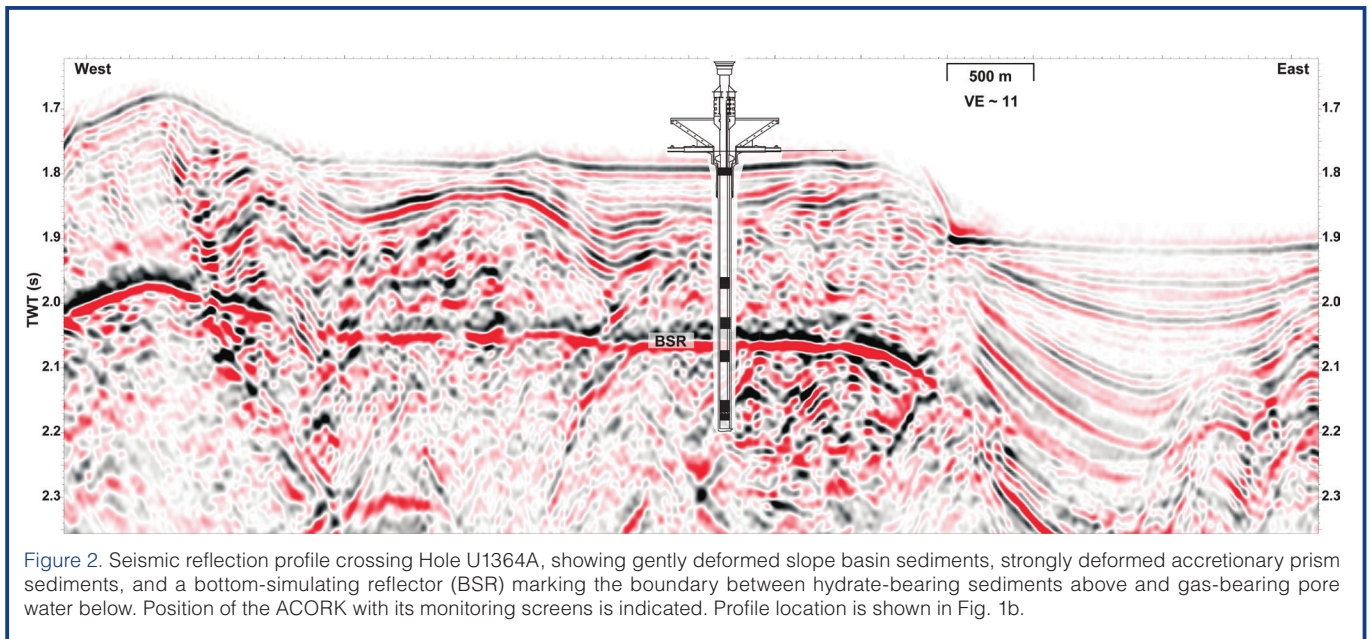 West
East
500 m
VE ~ 11
TWT (s)
1.7
1.8
1.9
2.0
2.1
2.2
2.3
1.7
1.8
1.9
2.0
2.1
2.2
2.3
BSR
Figure 2. Seismic reflection profile crossing Hole U1364A, showing gently deformed slope basin sediments, strongly deformed accretionary prism
sediments, and a bottom-simulating reflector (BSR) marking the boundary between hydrate-bearing sediments above and gas-bearing pore
water below. Position of the ACORK with its monitoring screens is indicated. Profile location is shown in Fig. 1b.